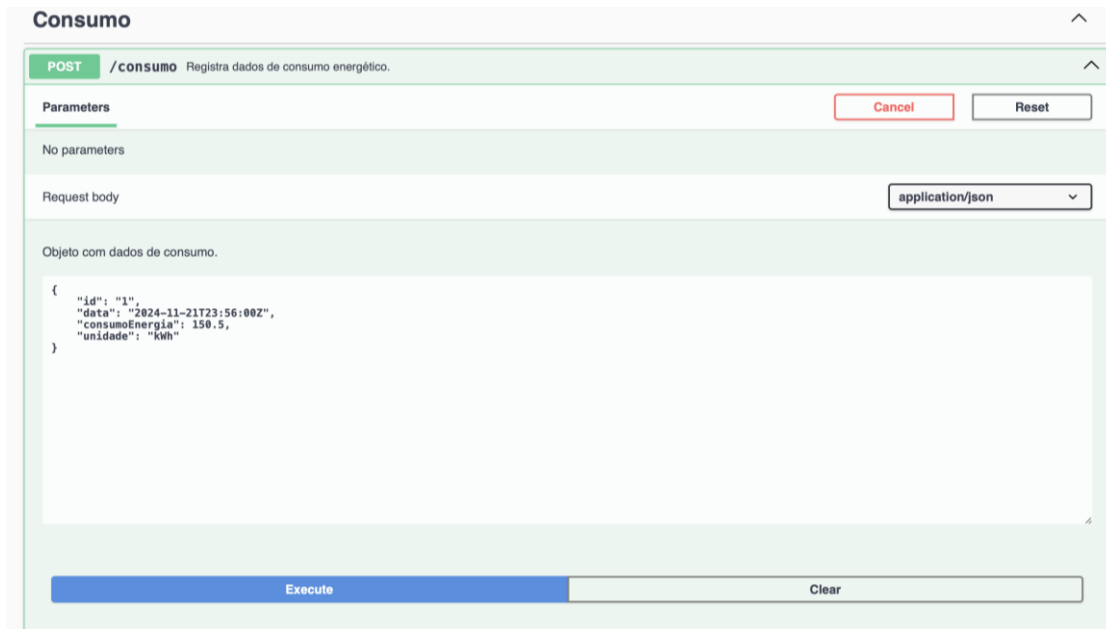 Consumo
POST /consumo Registra dados de consumo energético.
Parameters Cancel Reset
No parameters
Request body application/json
Objeto com dados de consumo.
{
"id": "1",
"data": "2024-11-21T23:56:00Z",
"consumoEnergia": 150.5,
"unidade": "kWh"
}
Execute Clear